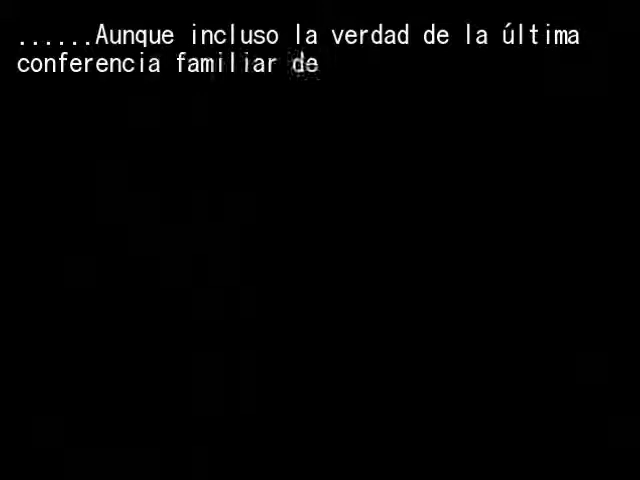 ......Aunque incluso la verdad de la última
conferencia familiar de